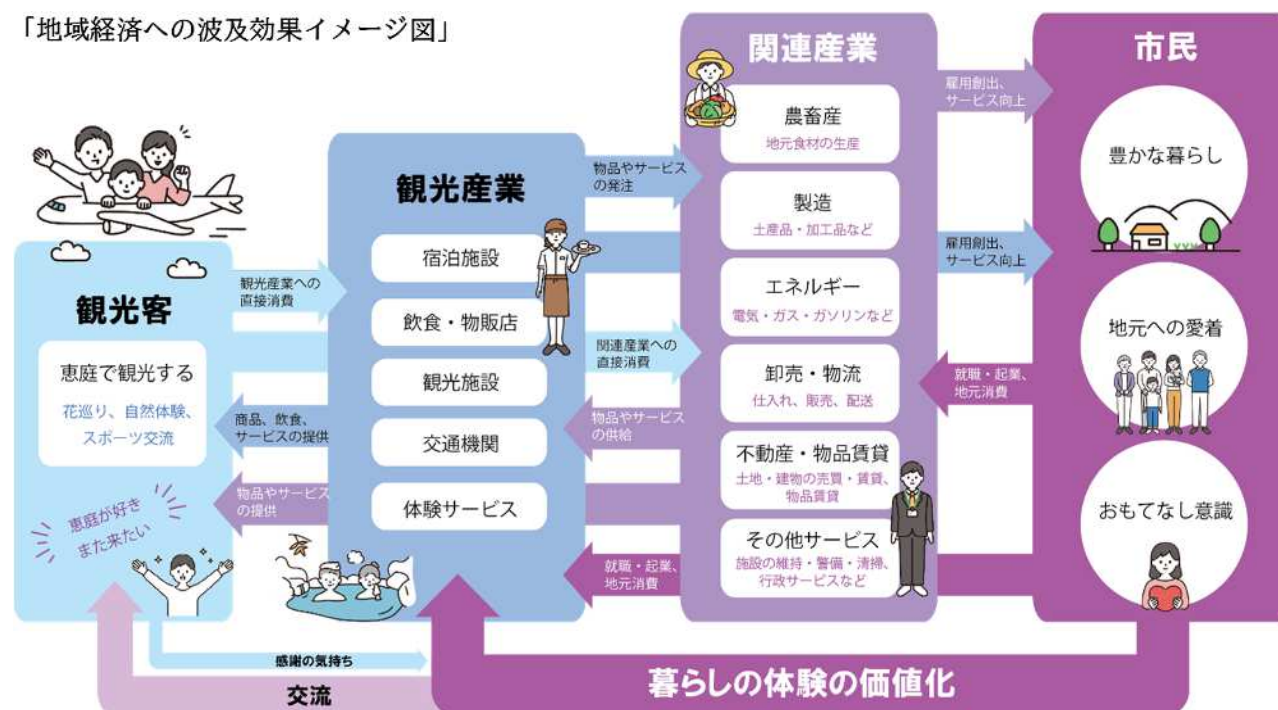 「地域経済への波及効果イメージ図」
観光客
恵庭で観光する
花巡り、自然体験、
スポーツ交流
恵庭が好き
また来たい
観光産業への
直接消費
商品、飲食、
サービスの提供
物品やサービス
の提供
観光産業
宿泊施設
飲食・物販店
観光施設
交通機関
体験サービス
物品やサービス
の発注
関連産業への
直接消費
物品やサービス
の供給
就職・起業、
地元消費
関連産業
農畜産
地元食材の生産
製造
土産品・加工品など
エネルギー
電気・ガス・ガソリンなど
卸売・物流
仕入れ、販売、配送
不動産・物品賃貸
土地・建物の売買・賃貸、
物品賃貸
その他サービス
施設の維持・警備・清掃、
行政サービスなど
雇用創出、
サービス向上
雇用創出、
サービス向上
就職・起業、
地元消費
市民
豊かな暮らし
地元への愛着
おもてなし意識
感謝の気持ち
交流
暮らしの体験の価値化